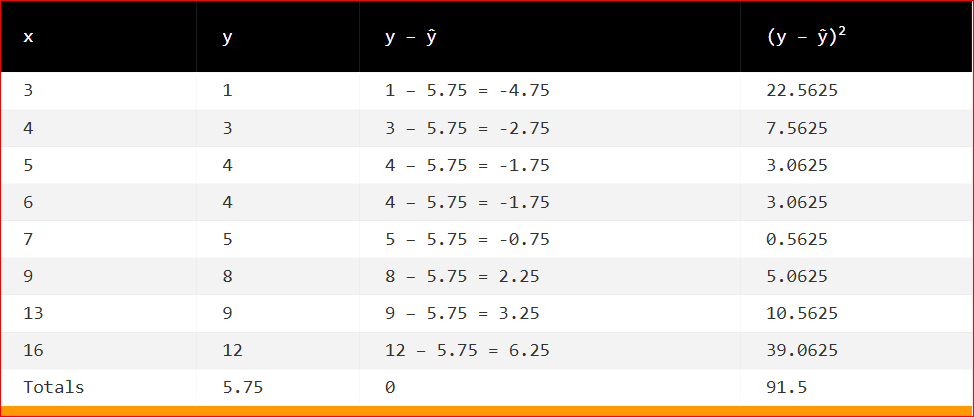 x y y – ŷ (y – ŷ)²
3 1 1 – 5.75 = -4.75 22.5625
4 3 3 – 5.75 = -2.75 7.5625
5 4 4 – 5.75 = -1.75 3.0625
6 4 4 – 5.75 = -1.75 3.0625
7 5 5 – 5.75 = -0.75 0.5625
9 8 8 – 5.75 = 2.25 5.0625
13 9 9 – 5.75 = 3.25 10.5625
16 12 12 – 5.75 = 6.25 39.0625
Totals 5.75 0 91.5